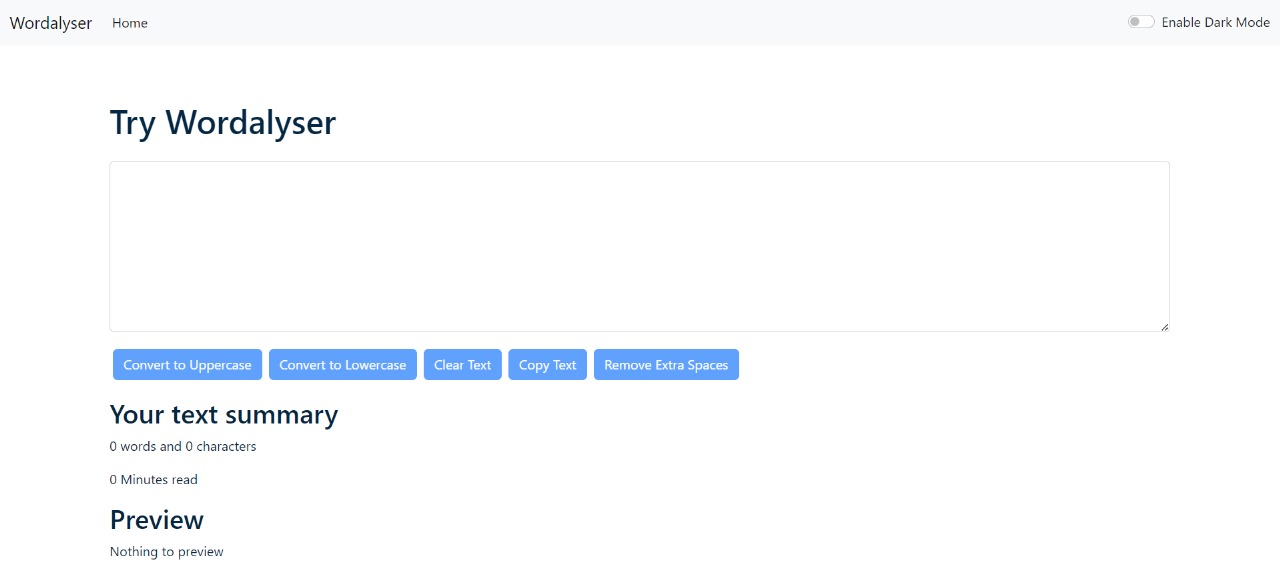 Wordalyser Home Enable Dark Mode
Try Wordalyser
Convert to Uppercase Convert to Lowercase Clear Text Copy Text Remove Extra Spaces
Your text summary
0 words and 0 characters
0 Minutes read
Preview
Nothing to preview